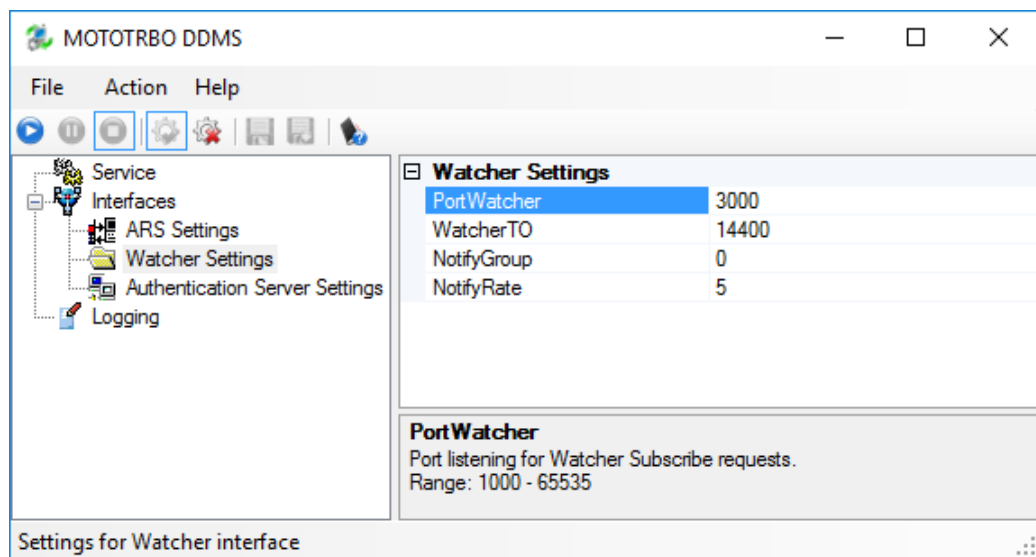 MOTOTRBO DDMS
File Action Help
Service
Interfaces
ARS Settings
Watcher Settings
Authentication Server Settings
Logging
Watcher Settings
PortWatcher 3000
WatcherTO 14400
NotifyGroup 0
NotifyRate 5
PortWatcher
Port listening for Watcher Subscribe requests.
Range: 1000 - 65535
Settings for Watcher interface